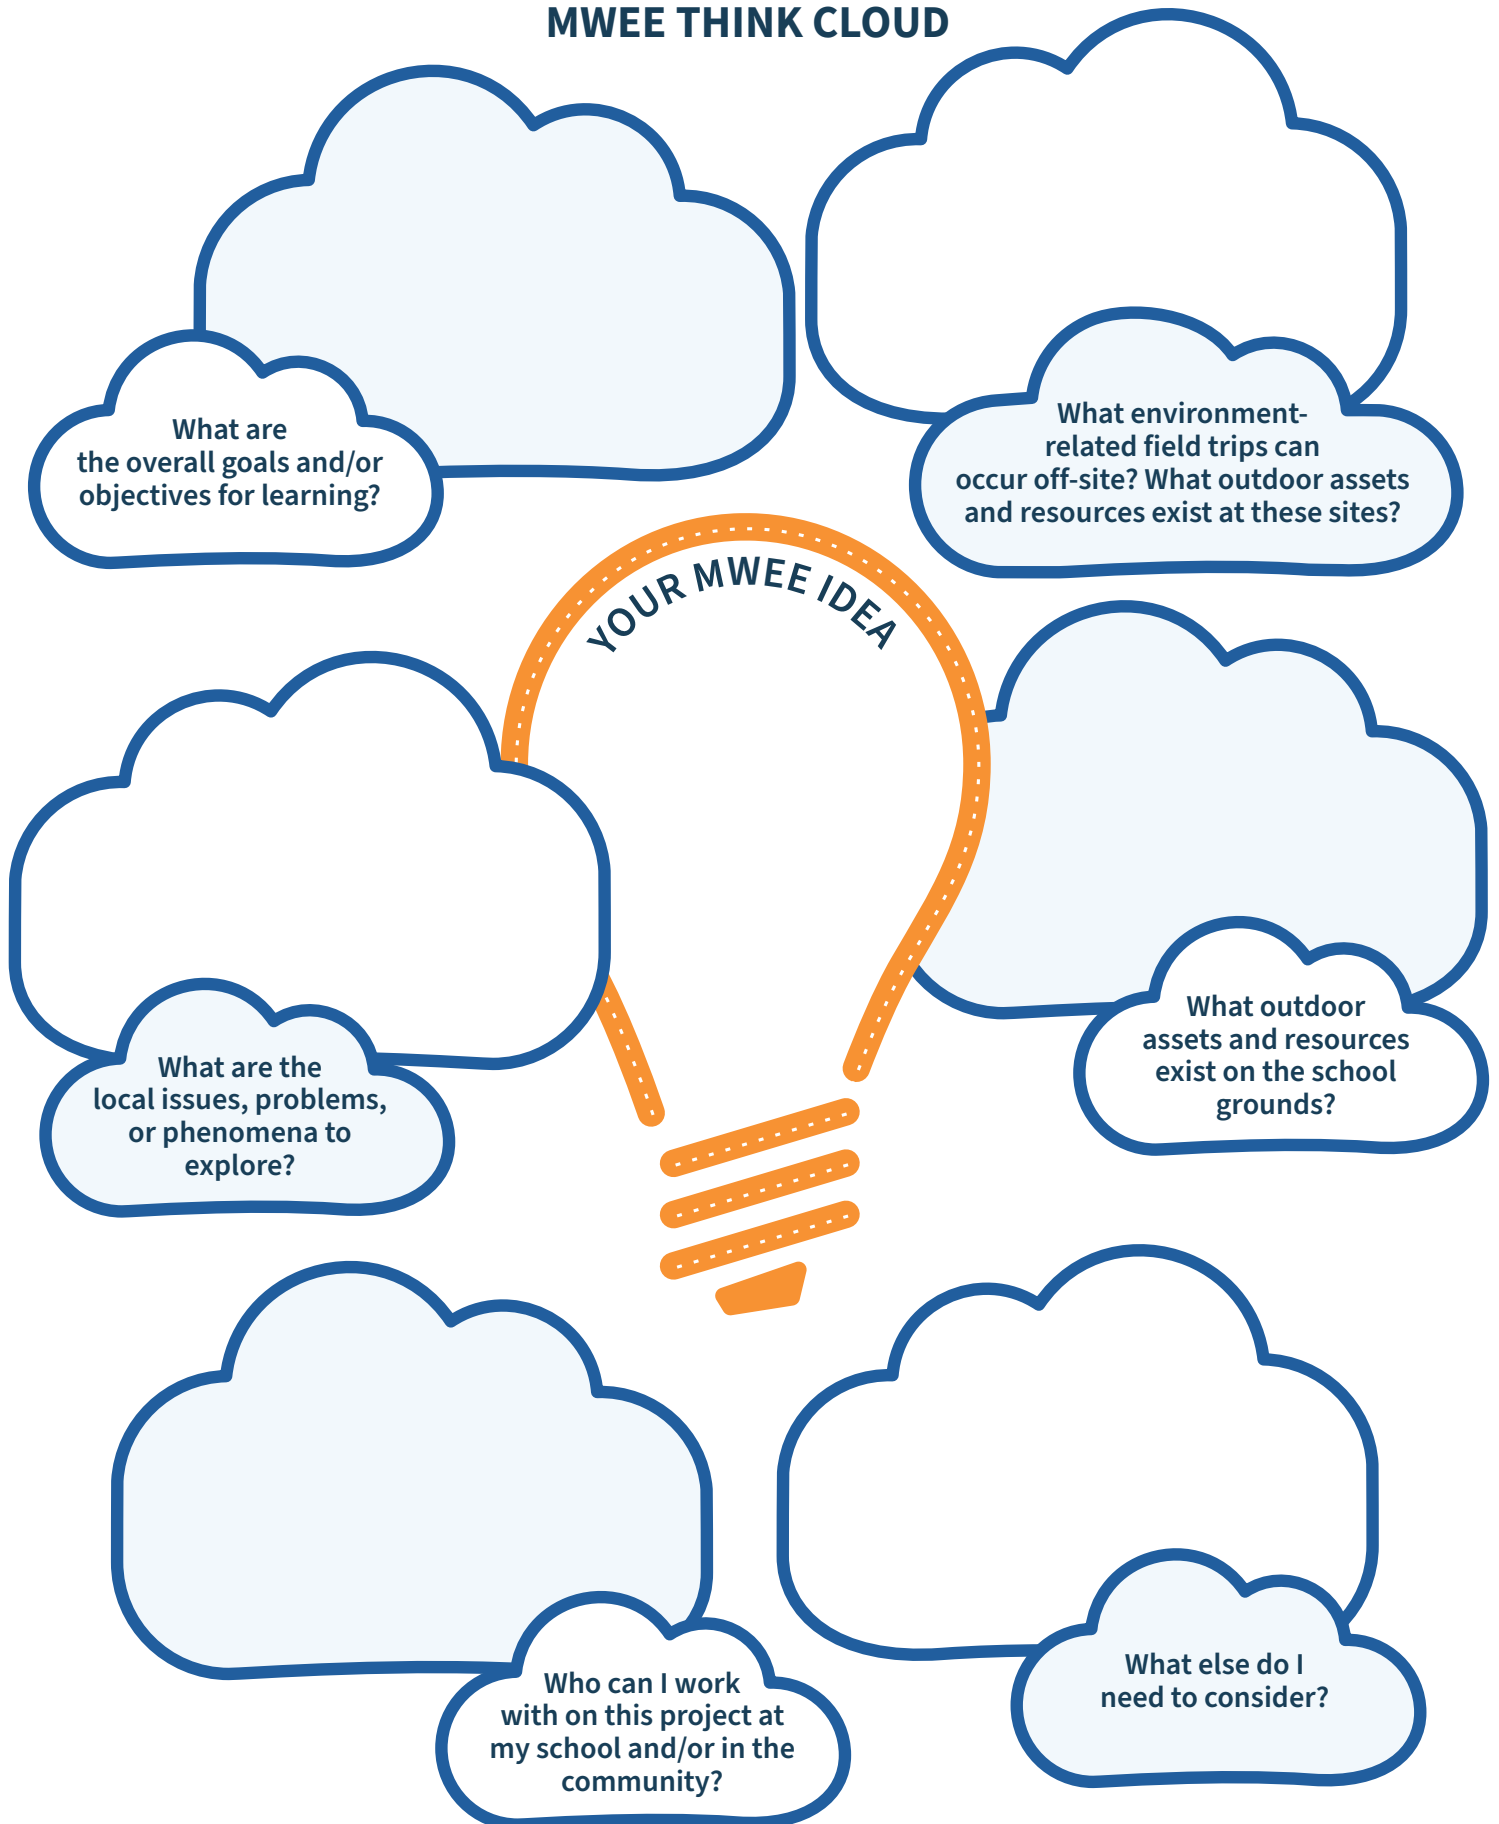 MWEE THINK CLOUD
What are
the overall goals and/or
objectives for learning?
What environment-
related field trips can
occur off-site? What outdoor assets
and resources exist at these sites?
YOUR MWEE IDEA
What are the
local issues, problems,
or phenomena to
explore?
What outdoor
assets and resources
exist on the school
grounds?
Who can I work
with on this project at
my school and/or in the
community?
What else do I
need to consider?